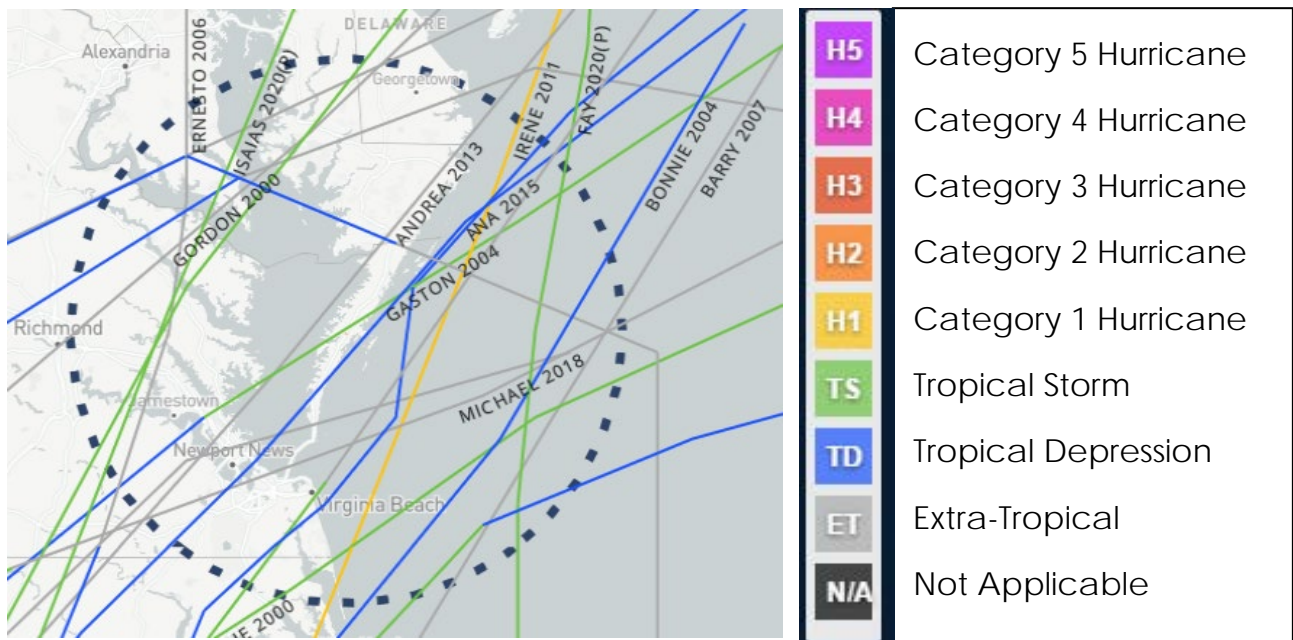 DELAWARE
Alexandria
Georgetown
ERNESTO 2006
ISAIAS 2020(P)
GORDON 2000
ANDREA 2013
IRENE 2011
FAY 2020(P)
BONNIE 2004
BARRY 2007
ANA 2015
GASTON 2004
Richmond
Jamestown
MICHAEL 2018
Newport News
Virginia Beach
NE 2000
H5 Category 5 Hurricane
H4 Category 4 Hurricane
H3 Category 3 Hurricane
H2 Category 2 Hurricane
H1 Category 1 Hurricane
TS Tropical Storm
TD Tropical Depression
ET Extra-Tropical
N/A Not Applicable